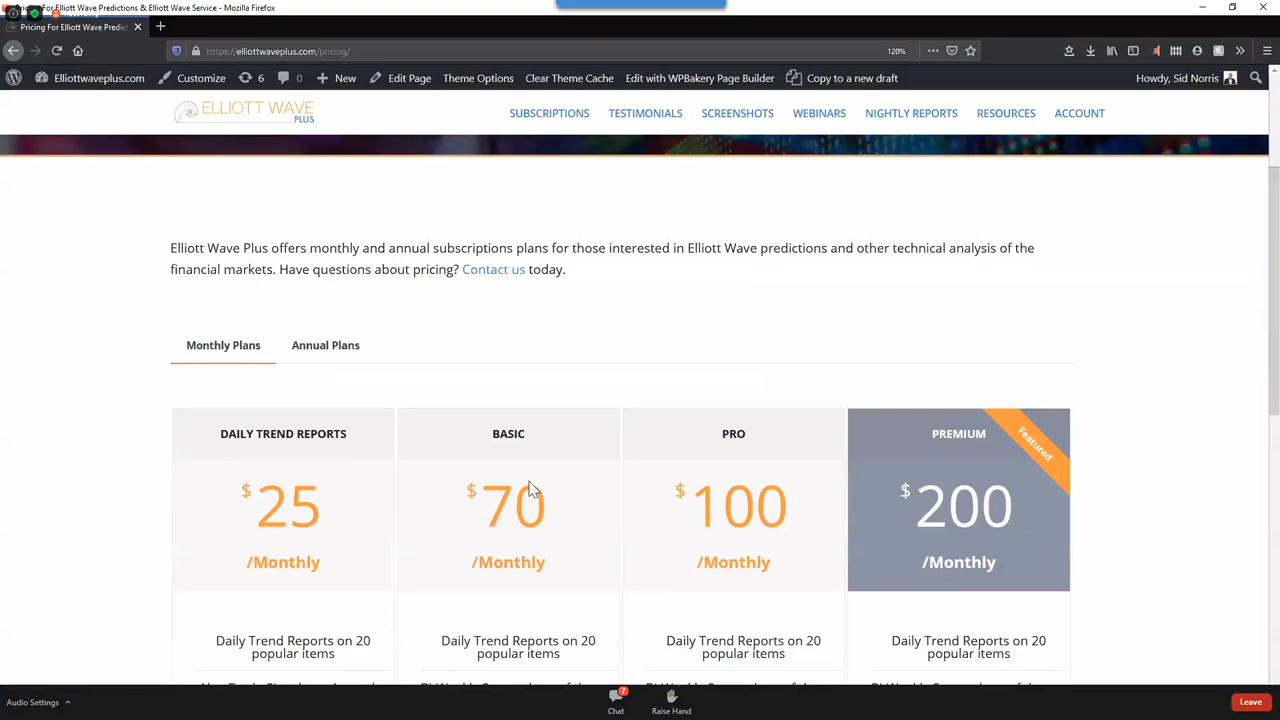 Pricing For Elliott Wave Predictions & Elliott Wave Service - Mozilla Firefox
Pricing For Elliott Wave Predict
https://elliottwaveplus.com/pricing/
120%
Elliottwaveplus.com Customize 6 0 New Edit Page Theme Options Clear Theme Cache Edit with WPBakery Page Builder Copy to a new draft Howdy, Sid Norris
ELLIOTT WAVE
PLUS
SUBSCRIPTIONS TESTIMONIALS SCREENSHOTS WEBINARS NIGHTLY REPORTS RESOURCES ACCOUNT
Elliott Wave Plus offers monthly and annual subscriptions plans for those interested in Elliott Wave predictions and other technical analysis of the
financial markets. Have questions about pricing? Contact us today.
Monthly Plans Annual Plans
DAILY TREND REPORTS
$25
/Monthly
Daily Trend Reports on 20
popular items
BASIC
$70
/Monthly
Daily Trend Reports on 20
popular items
PRO
$100
/Monthly
Daily Trend Reports on 20
popular items
PREMIUM
Featured
$200
/Monthly
Daily Trend Reports on 20
popular items
Audio Settings
7
Chat
Raise Hand
Leave